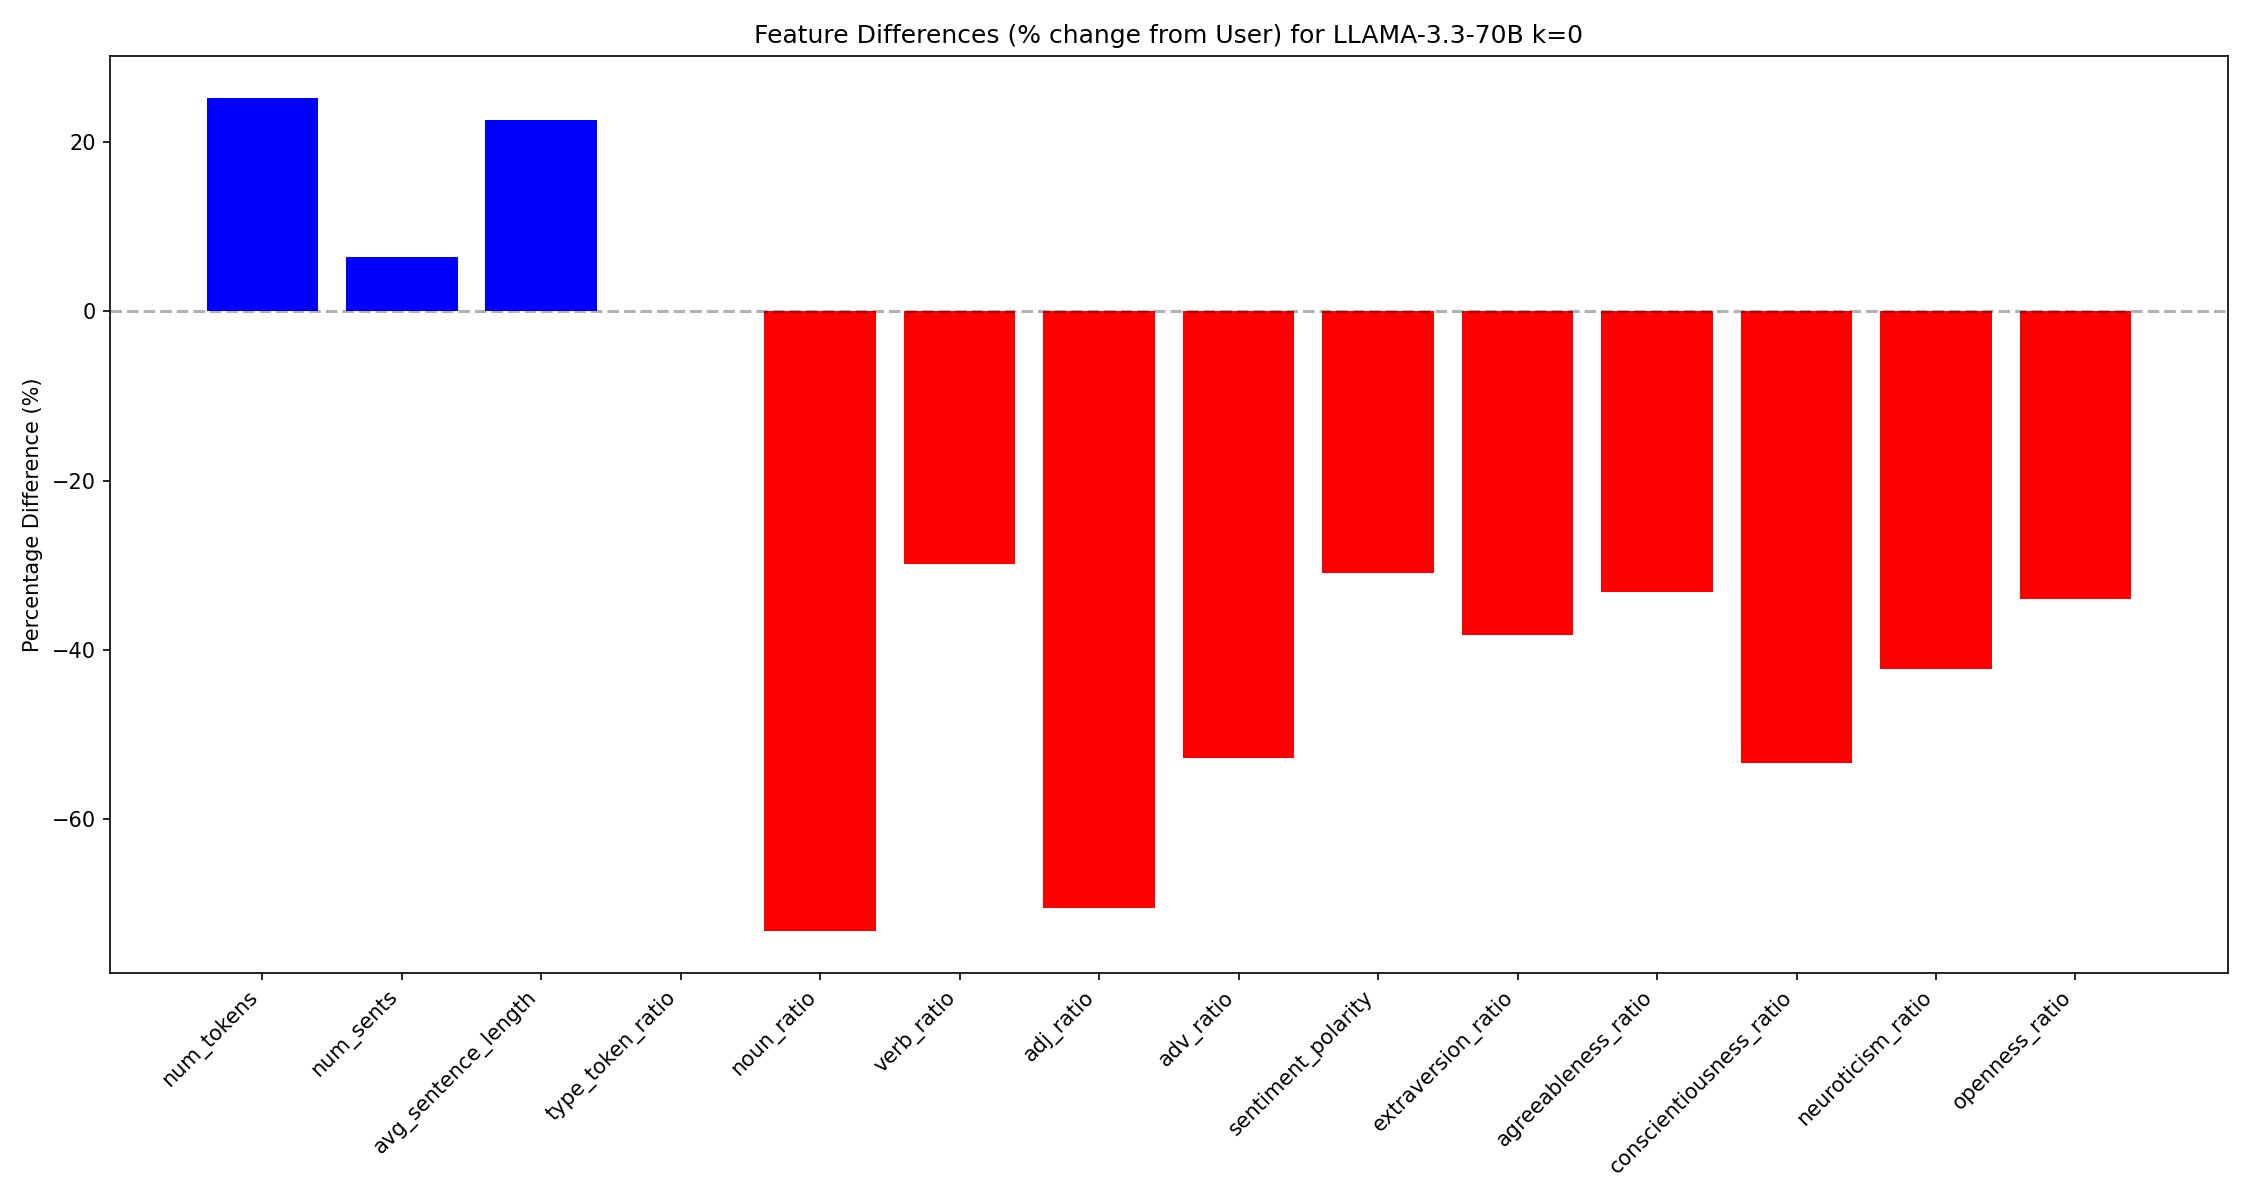 Feature Differences (% change from User) for LLAMA-3.3-70B k=0
Percentage Difference (%)
20
0
−20
−40
−60
num_tokens
num_sents
avg_sentence_length
type_token_ratio
noun_ratio
verb_ratio
adj_ratio
adv_ratio
sentiment_polarity
extraversion_ratio
agreeableness_ratio
conscientiousness_ratio
neuroticism_ratio
openness_ratio